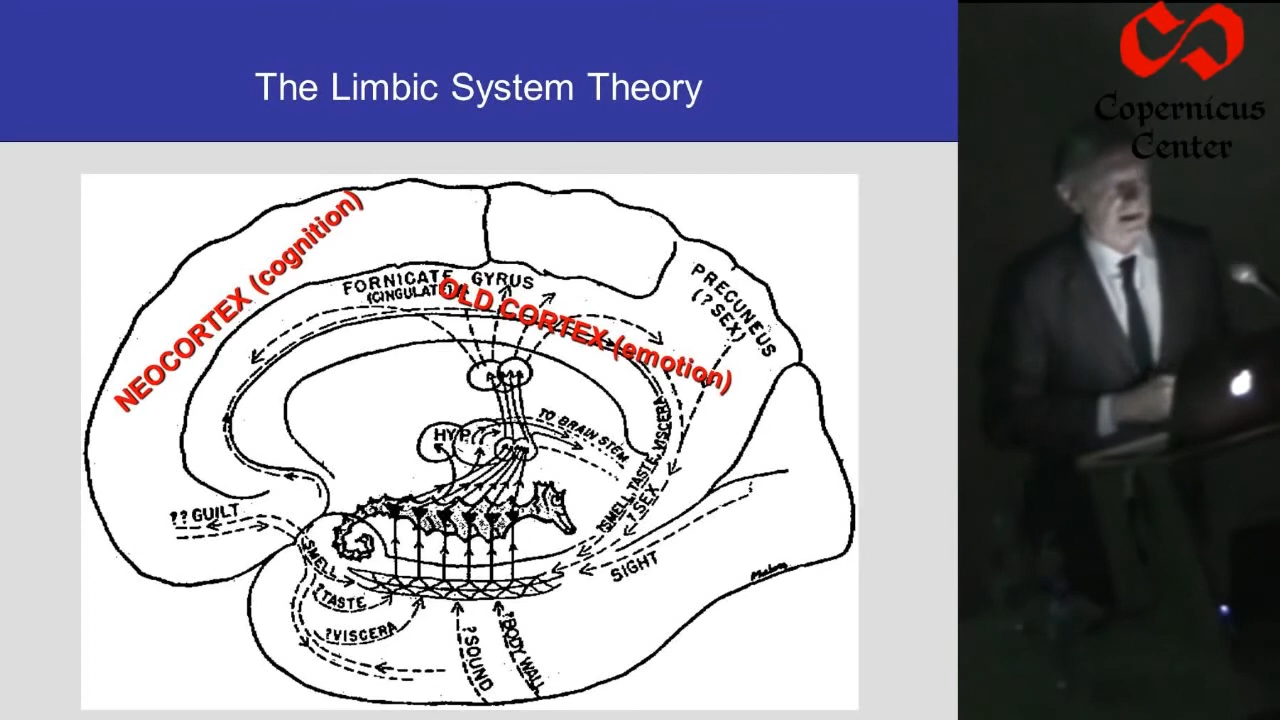 The Limbic System Theory
Copernicus
Center
NEOCORTEX (cognition)
FORNICATE GYRUS
(CINGULATE)
OLD CORTEX (emotion)
PRECUNEUS
(? SEX)
HYP.
TO BRAIN STEM
?SMELL, TASTE, VISCERA
? SEX
?? GUILT
SMELL
? TASTE
?VISCERA
SIGHT
? SOUND
?BODY WALL